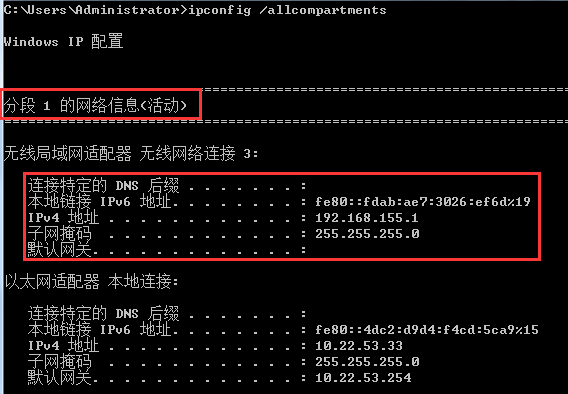 C:\Users\Administrator>ipconfig /allcompartments
Windows IP 配置
==============================================================================
分段 1 的网络信息(活动)
==============================================================================
无线局域网适配器 无线网络连接 3:
连接特定的 DNS 后缀 . . . . . . . :
本地链接 IPv6 地址. . . . . . . . : fe80::fdab:ae7:3026:ef6d%19
IPv4 地址 . . . . . . . . . . . . : 192.168.155.1
子网掩码 . . . . . . . . . . . . : 255.255.255.0
默认网关. . . . . . . . . . . . . :
以太网适配器 本地连接:
连接特定的 DNS 后缀 . . . . . . . :
本地链接 IPv6 地址. . . . . . . . : fe80::4dc2:d9d4:f4cd:5ca9%15
IPv4 地址 . . . . . . . . . . . . : 10.22.53.33
子网掩码 . . . . . . . . . . . . : 255.255.255.0
默认网关. . . . . . . . . . . . . : 10.22.53.254